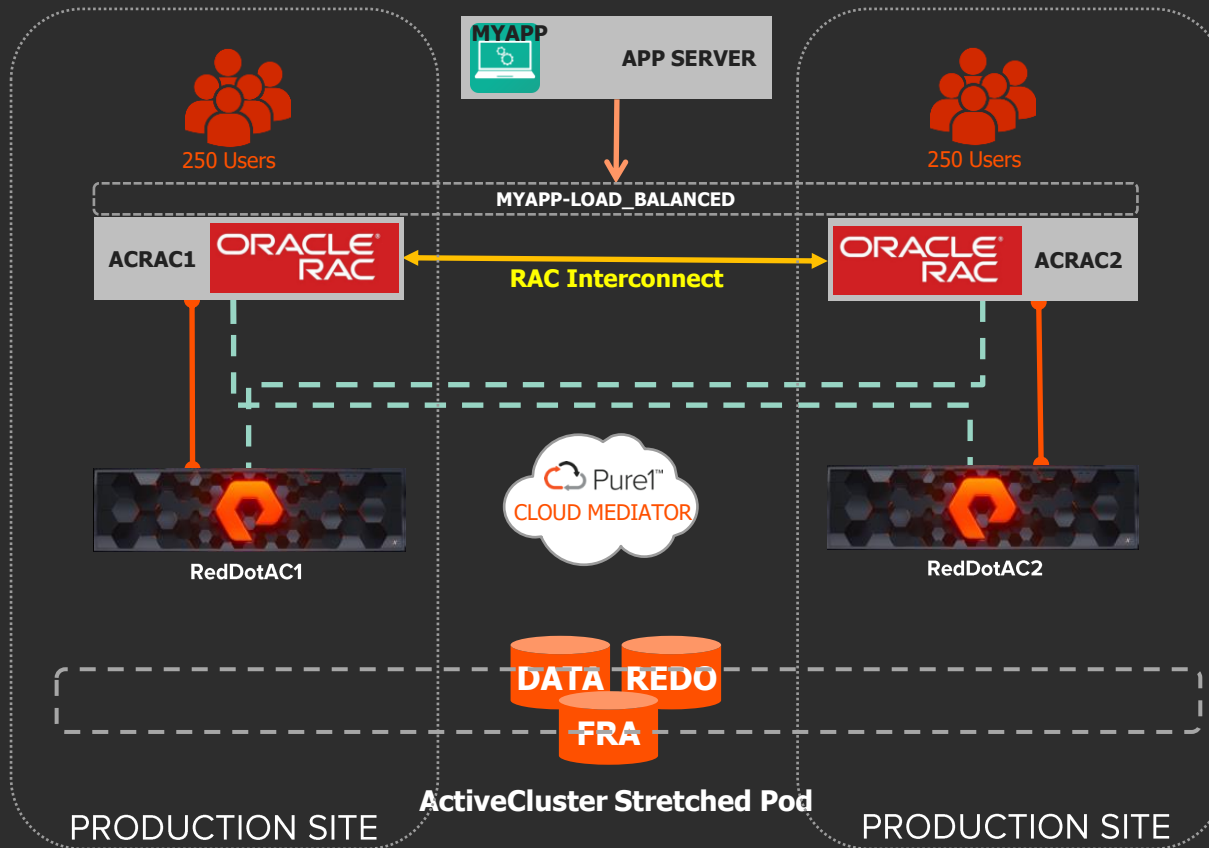 MYAPP
APP SERVER
250 Users
250 Users
MYAPP-LOAD_BALANCED
ACRAC1
ORACLE®
RAC
RAC Interconnect
ORACLE®
RAC
ACRAC2
Pure1™
CLOUD MEDIATOR
RedDotAC1
RedDotAC2
DATA
REDO
FRA
ActiveCluster Stretched Pod
PRODUCTION SITE
PRODUCTION SITE